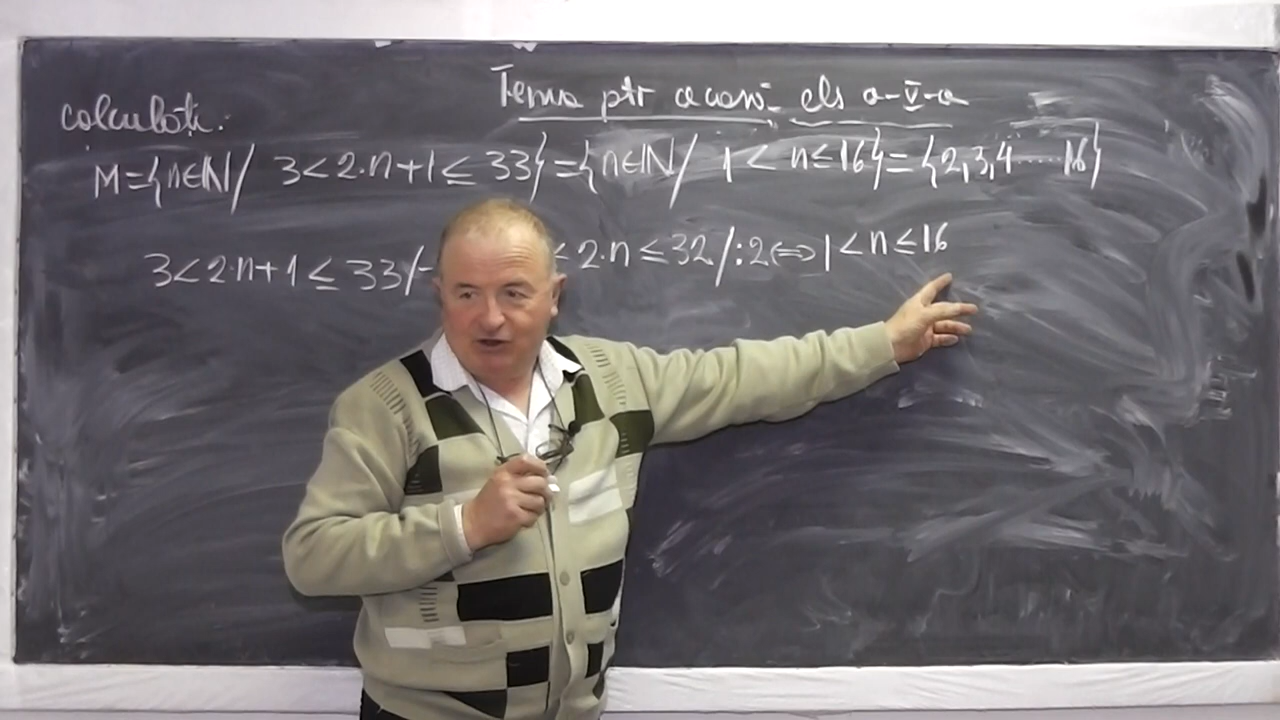 Tema ptr acasă cls a-V-a
calculați:
M={n∈N/ 3<2·n+1≤33}={n∈N/ 1<n≤16}={2,3,4.....16}
3<2·n+1≤33/- < 2·n≤32/:2⇔1<n≤16